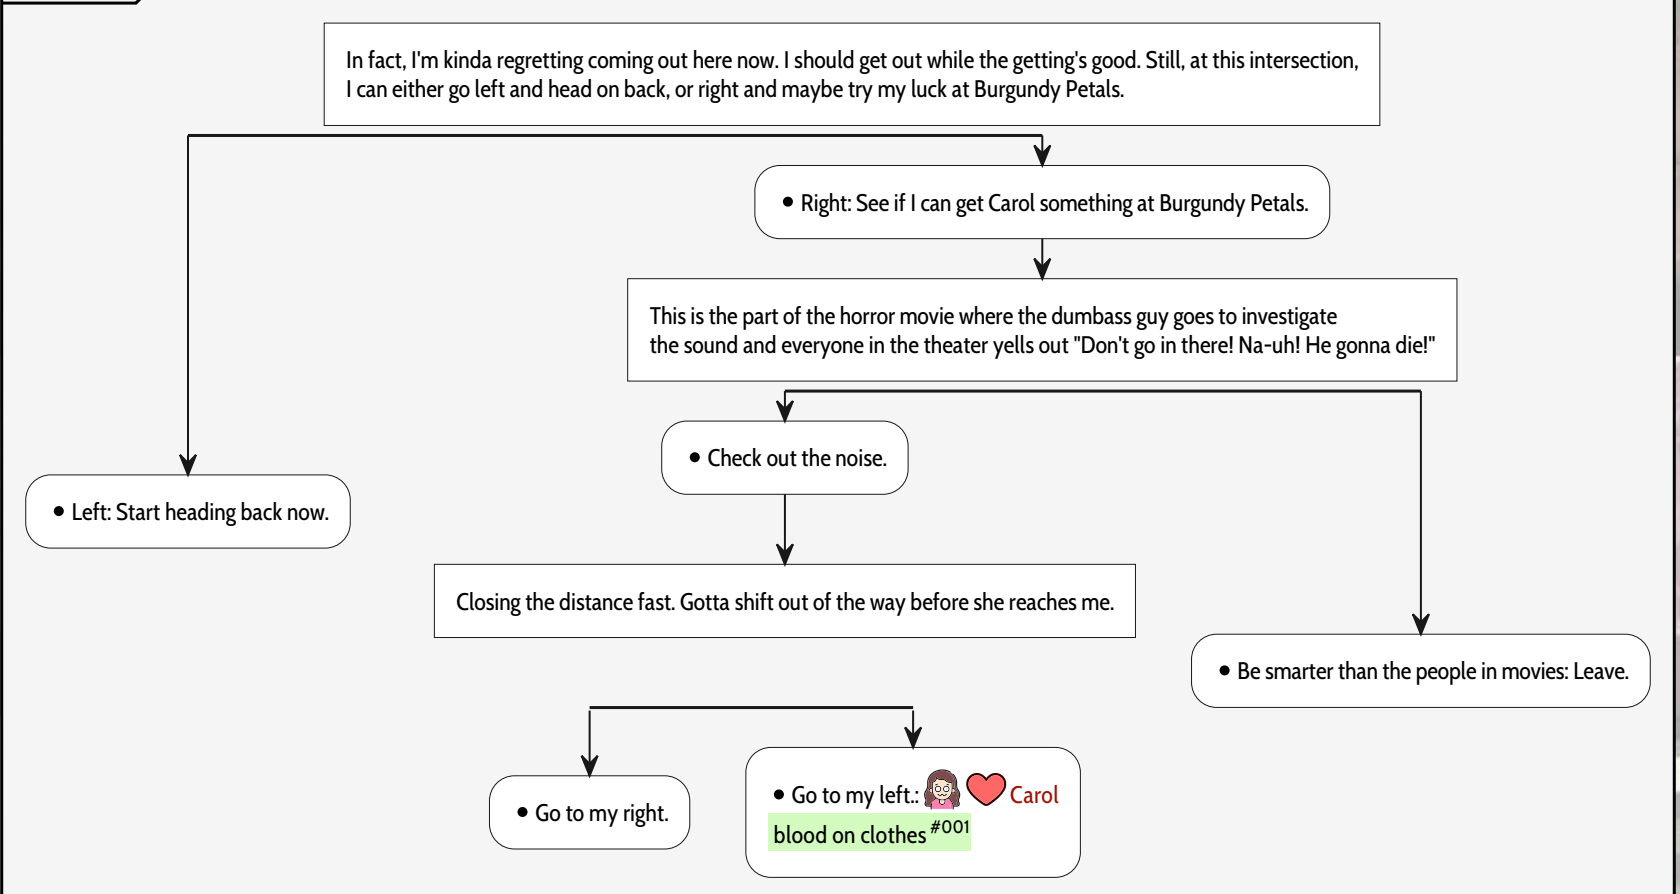 In fact, I'm kinda regretting coming out here now. I should get out while the getting's good. Still, at this intersection,
I can either go left and head on back, or right and maybe try my luck at Burgundy Petals.
• Right: See if I can get Carol something at Burgundy Petals.
This is the part of the horror movie where the dumbass guy goes to investigate
the sound and everyone in the theater yells out "Don't go in there! Na-uh! He gonna die!"
• Check out the noise.
• Left: Start heading back now.
Closing the distance fast. Gotta shift out of the way before she reaches me.
• Be smarter than the people in movies: Leave.
• Go to my right.
• Go to my left.: Carol
blood on clothes #001